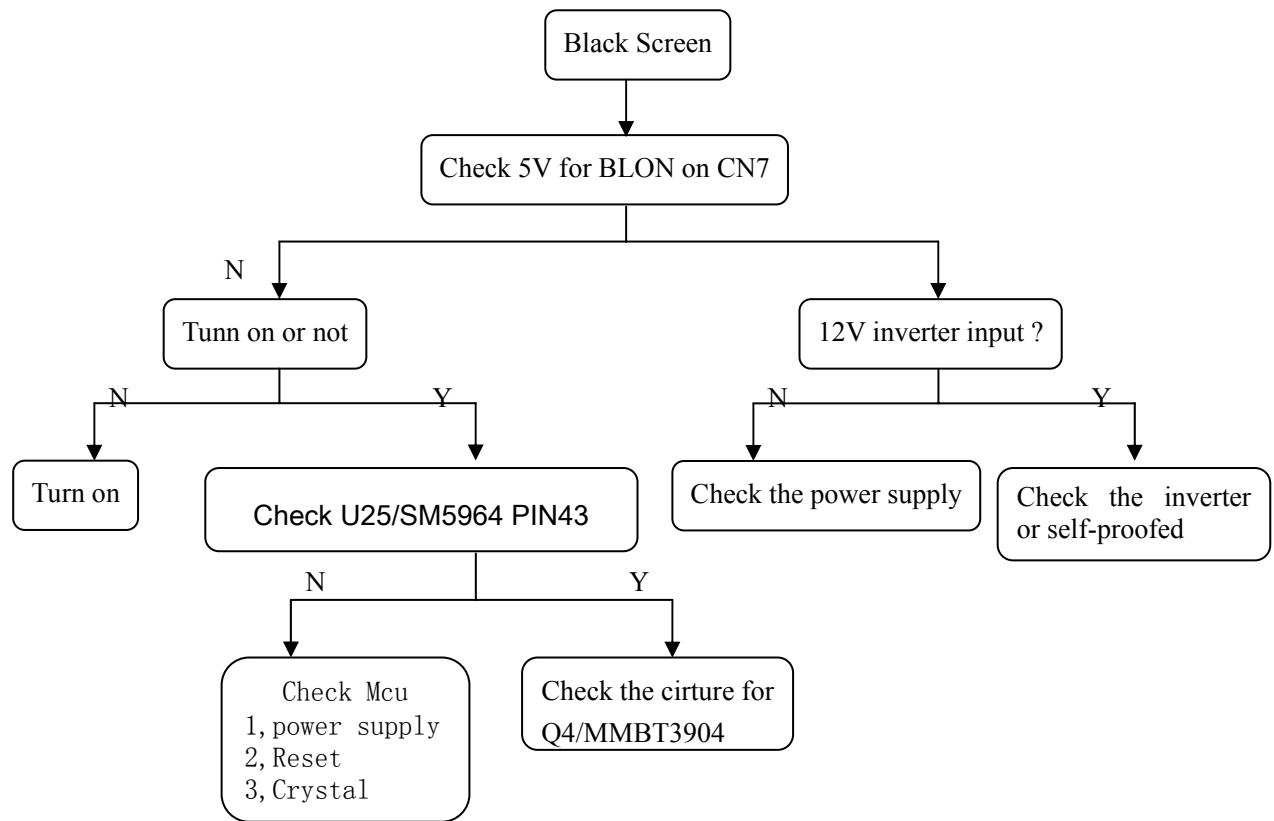 Black Screen
Check 5V for BLON on CN7
N
Tunn on or not
12V inverter input ?
N
Y
N
Y
Turn on
Check U25/SM5964 PIN43
Check the power supply
Check the inverter
or self-proofed
N
Y
Check Mcu
1,power supply
2,Reset
3,Crystal
Check the cirture for
Q4/MMBT3904